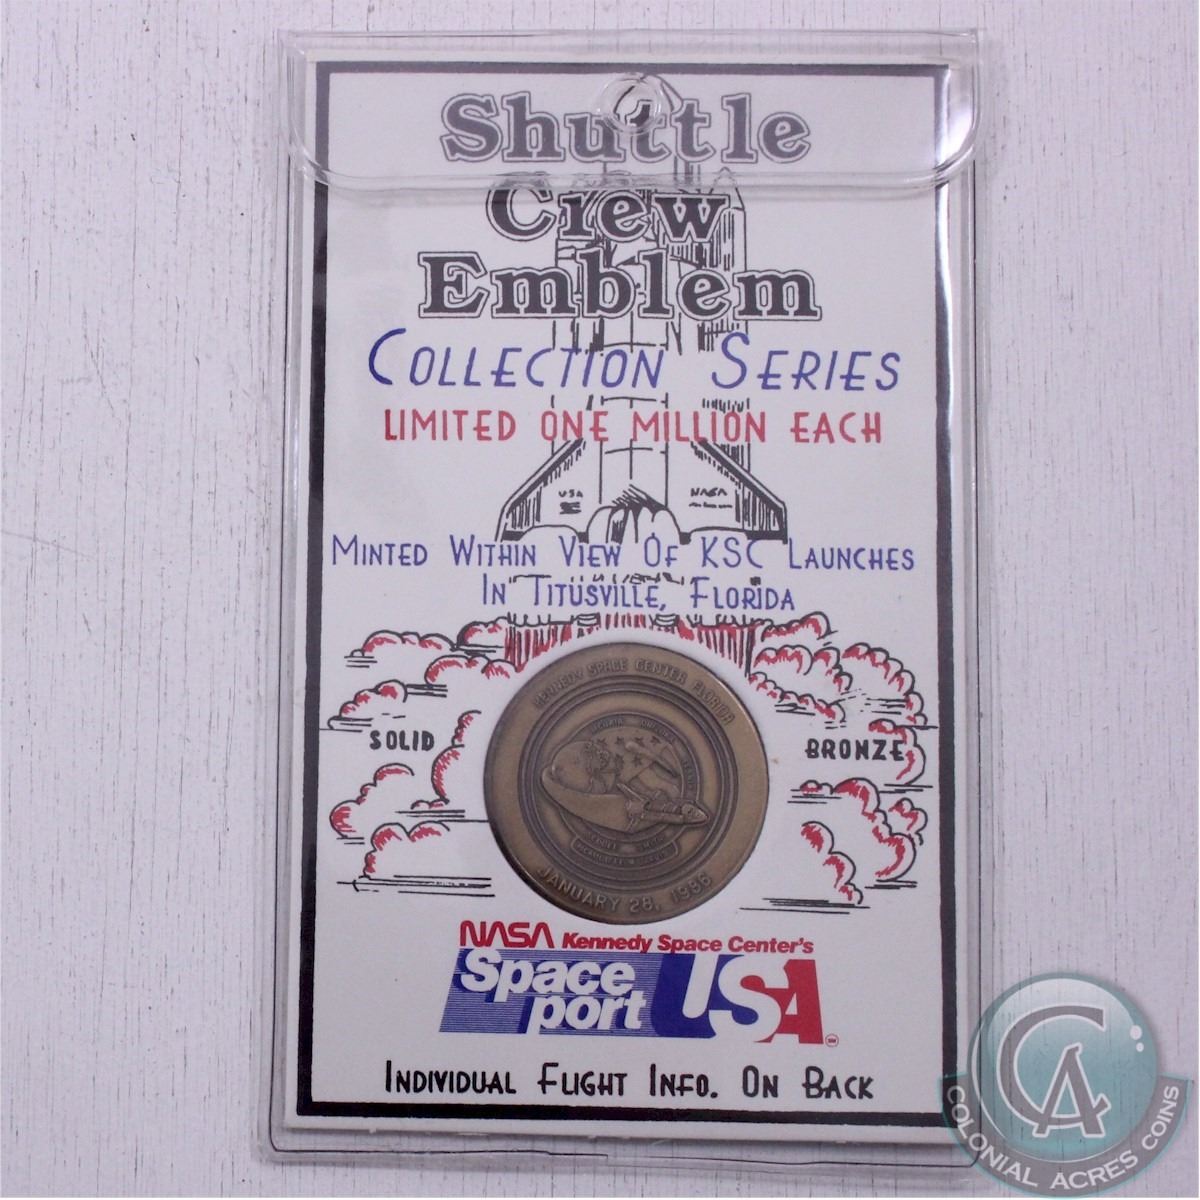 Shuttle
Crew
Emblem
COLLECTION SERIES
LIMITED ONE MILLION EACH
USA
NASA
MINTED WITHIN VIEW OF KSC LAUNCHES
IN TITUSVILLE, FLORIDA
SOLID
BRONZE
KENNEDY SPACE CENTER FLORIDA
JANUARY 28, 1986
NASA Kennedy Space Center's
Space
port USA
SM
INDIVIDUAL FLIGHT INFO. ON BACK
CA
COLONIAL ACRES COINS